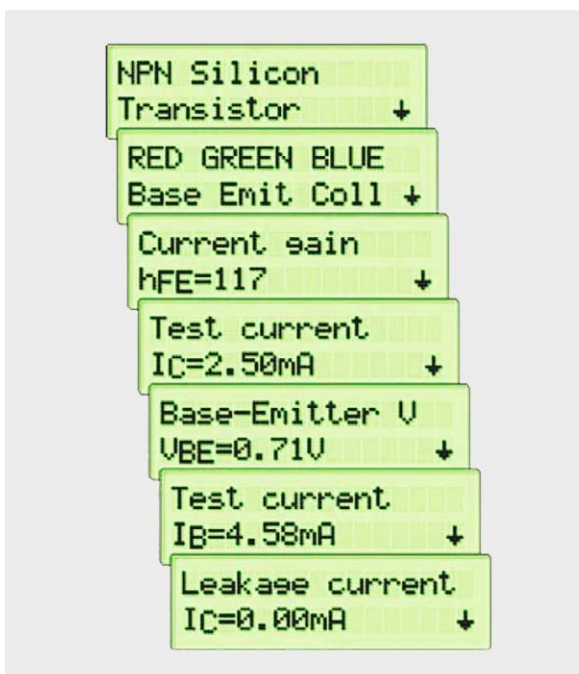 NPN Silicon
Transistor ↓
RED GREEN BLUE
Base Emit Coll ↓
Current gain
hFE=117 ↓
Test current
IC=2.50mA ↓
Base-Emitter V
VBE=0.71V ↓
Test current
IB=4.58mA ↓
Leakage current
IC=0.00mA ↓